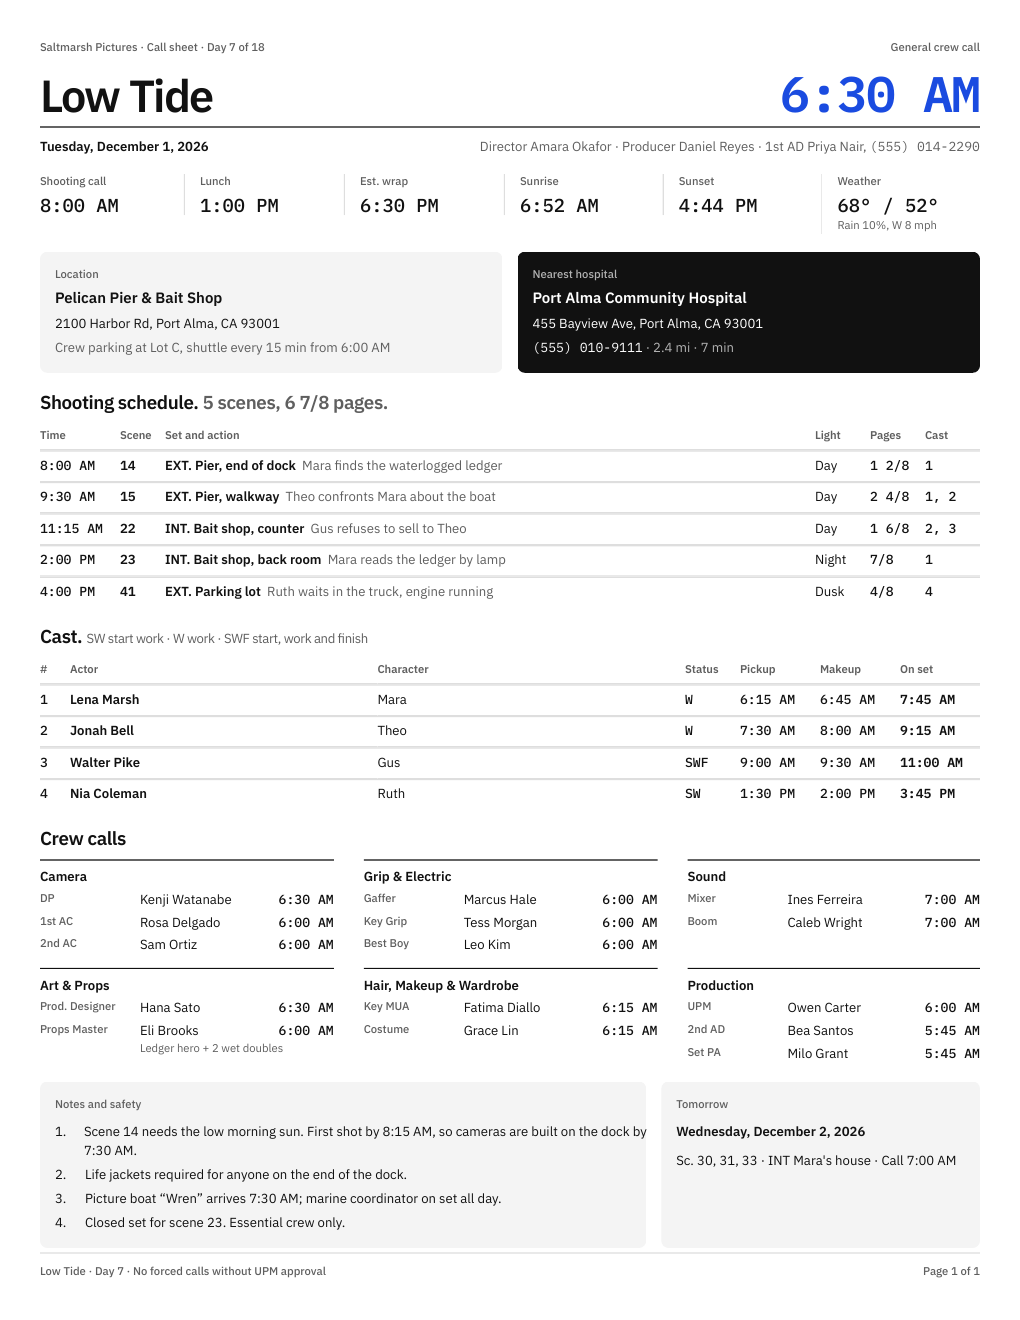 Saltmarsh Pictures · Call sheet · Day 7 of 18 General crew call
Low Tide 6:30 AM
Tuesday, December 1, 2026 Director Amara Okafor · Producer Daniel Reyes · 1st AD Priya Nair, (555) 014-2290
Shooting call Lunch Est. wrap Sunrise Sunset Weather
8:00 AM 1:00 PM 6:30 PM 6:52 AM 4:44 PM 68° / 52°
Rain 10%, W 8 mph
Location
Pelican Pier & Bait Shop
2100 Harbor Rd, Port Alma, CA 93001
Crew parking at Lot C, shuttle every 15 min from 6:00 AM
Nearest hospital
Port Alma Community Hospital
455 Bayview Ave, Port Alma, CA 93001
(555) 010-9111 · 2.4 mi · 7 min
Shooting schedule. 5 scenes, 6 7/8 pages.
Time Scene Set and action Light Pages Cast
8:00 AM 14 EXT. Pier, end of dock Mara finds the waterlogged ledger Day 1 2/8 1
9:30 AM 15 EXT. Pier, walkway Theo confronts Mara about the boat Day 2 4/8 1, 2
11:15 AM 22 INT. Bait shop, counter Gus refuses to sell to Theo Day 1 6/8 2, 3
2:00 PM 23 INT. Bait shop, back room Mara reads the ledger by lamp Night 7/8 1
4:00 PM 41 EXT. Parking lot Ruth waits in the truck, engine running Dusk 4/8 4
Cast. SW start work · W work · SWF start, work and finish
# Actor Character Status Pickup Makeup On set
1 Lena Marsh Mara W 6:15 AM 6:45 AM 7:45 AM
2 Jonah Bell Theo W 7:30 AM 8:00 AM 9:15 AM
3 Walter Pike Gus SWF 9:00 AM 9:30 AM 11:00 AM
4 Nia Coleman Ruth SW 1:30 PM 2:00 PM 3:45 PM
Crew calls
Camera
DP Kenji Watanabe 6:30 AM
1st AC Rosa Delgado 6:00 AM
2nd AC Sam Ortiz 6:00 AM
Grip & Electric
Gaffer Marcus Hale 6:00 AM
Key Grip Tess Morgan 6:00 AM
Best Boy Leo Kim 6:00 AM
Sound
Mixer Ines Ferreira 7:00 AM
Boom Caleb Wright 7:00 AM
Art & Props
Prod. Designer Hana Sato 6:30 AM
Props Master Eli Brooks 6:00 AM
Ledger hero + 2 wet doubles
Hair, Makeup & Wardrobe
Key MUA Fatima Diallo 6:15 AM
Costume Grace Lin 6:15 AM
Production
UPM Owen Carter 6:00 AM
2nd AD Bea Santos 5:45 AM
Set PA Milo Grant 5:45 AM
Notes and safety
1. Scene 14 needs the low morning sun. First shot by 8:15 AM, so cameras are built on the dock by
7:30 AM.
2. Life jackets required for anyone on the end of the dock.
3. Picture boat “Wren” arrives 7:30 AM; marine coordinator on set all day.
4. Closed set for scene 23. Essential crew only.
Tomorrow
Wednesday, December 2, 2026
Sc. 30, 31, 33 · INT Mara's house · Call 7:00 AM
Low Tide · Day 7 · No forced calls without UPM approval Page 1 of 1